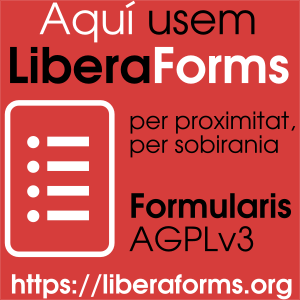 Aquí usem
LiberaForms
per proximitat,
per sobirania
Formularis
AGPLv3
https://liberaforms.org